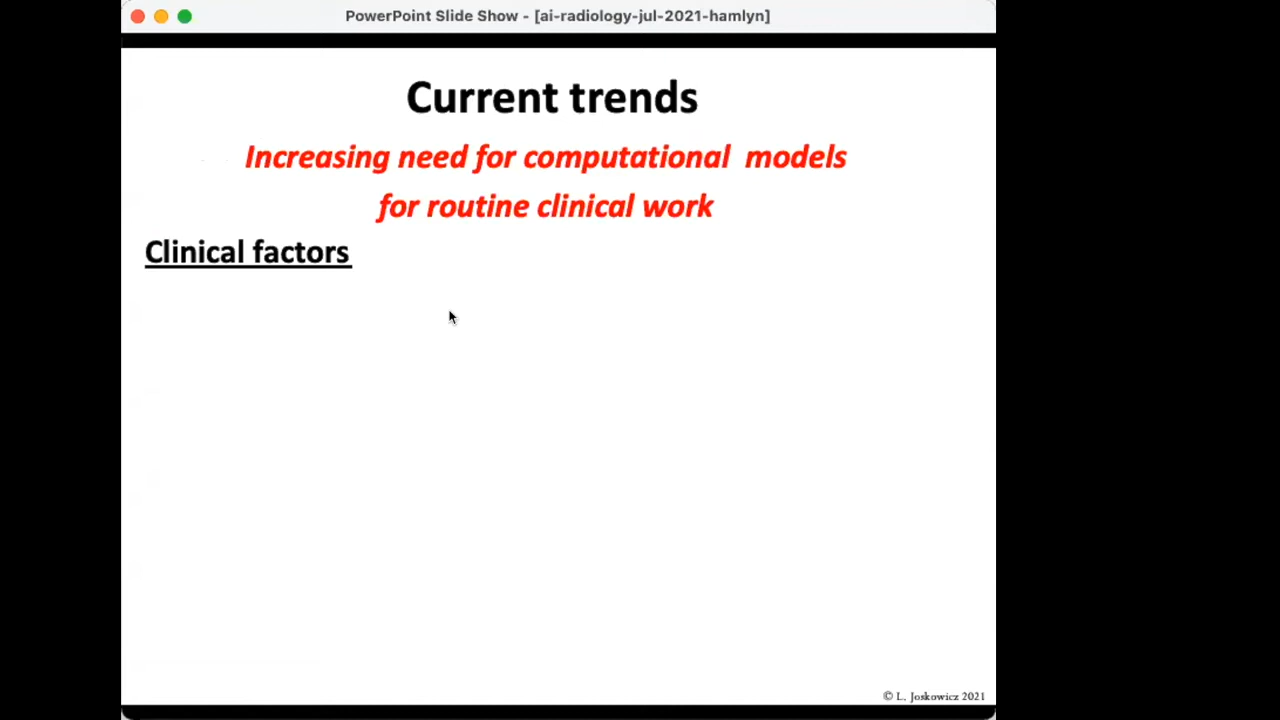 PowerPoint Slide Show - [ai-radiology-jul-2021-hamlyn]
Current trends
Increasing need for computational models
for routine clinical work
Clinical factors
© L. Joskowicz 2021